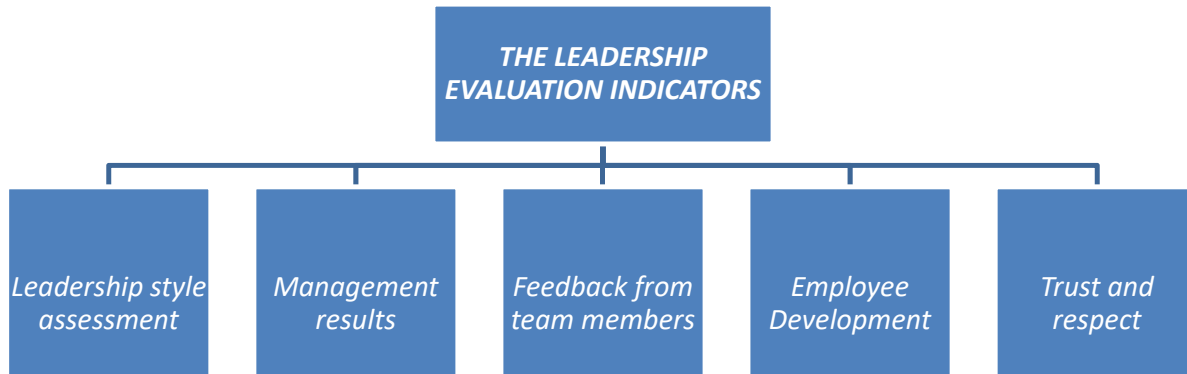 THE LEADERSHIP
EVALUATION INDICATORS
Leadership style
assessment
Management
results
Feedback from
team members
Employee
Development
Trust and
respect